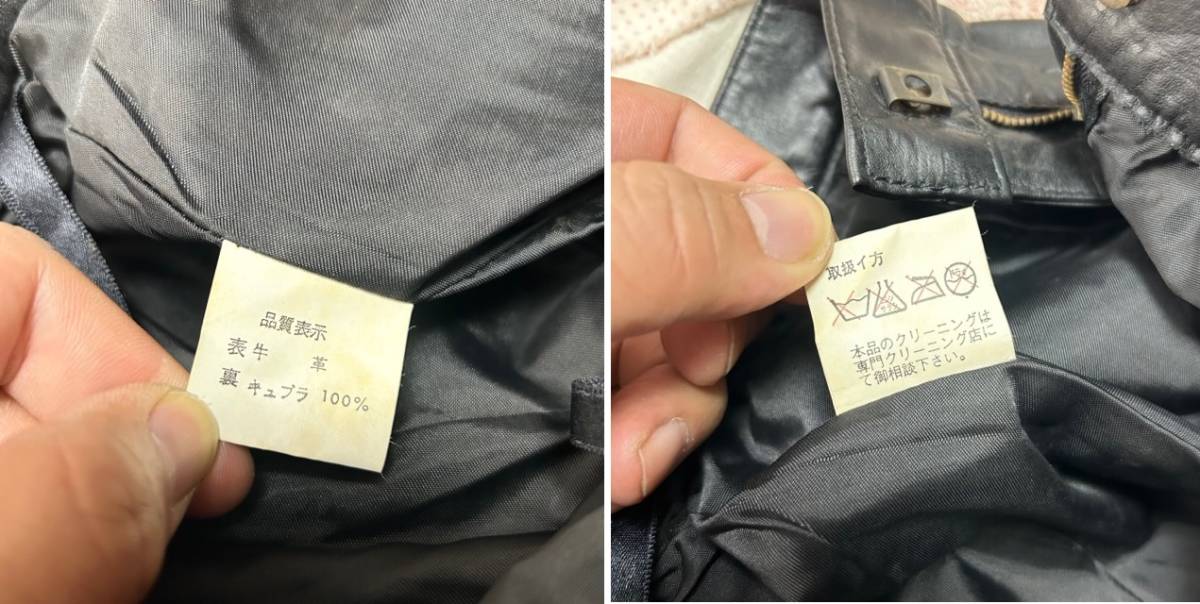 品質表示
表 牛 革
裏 キュプラ 100%
取扱イ方
本品のクリーニングは
専門クリーニング店に
て御相談下さい。